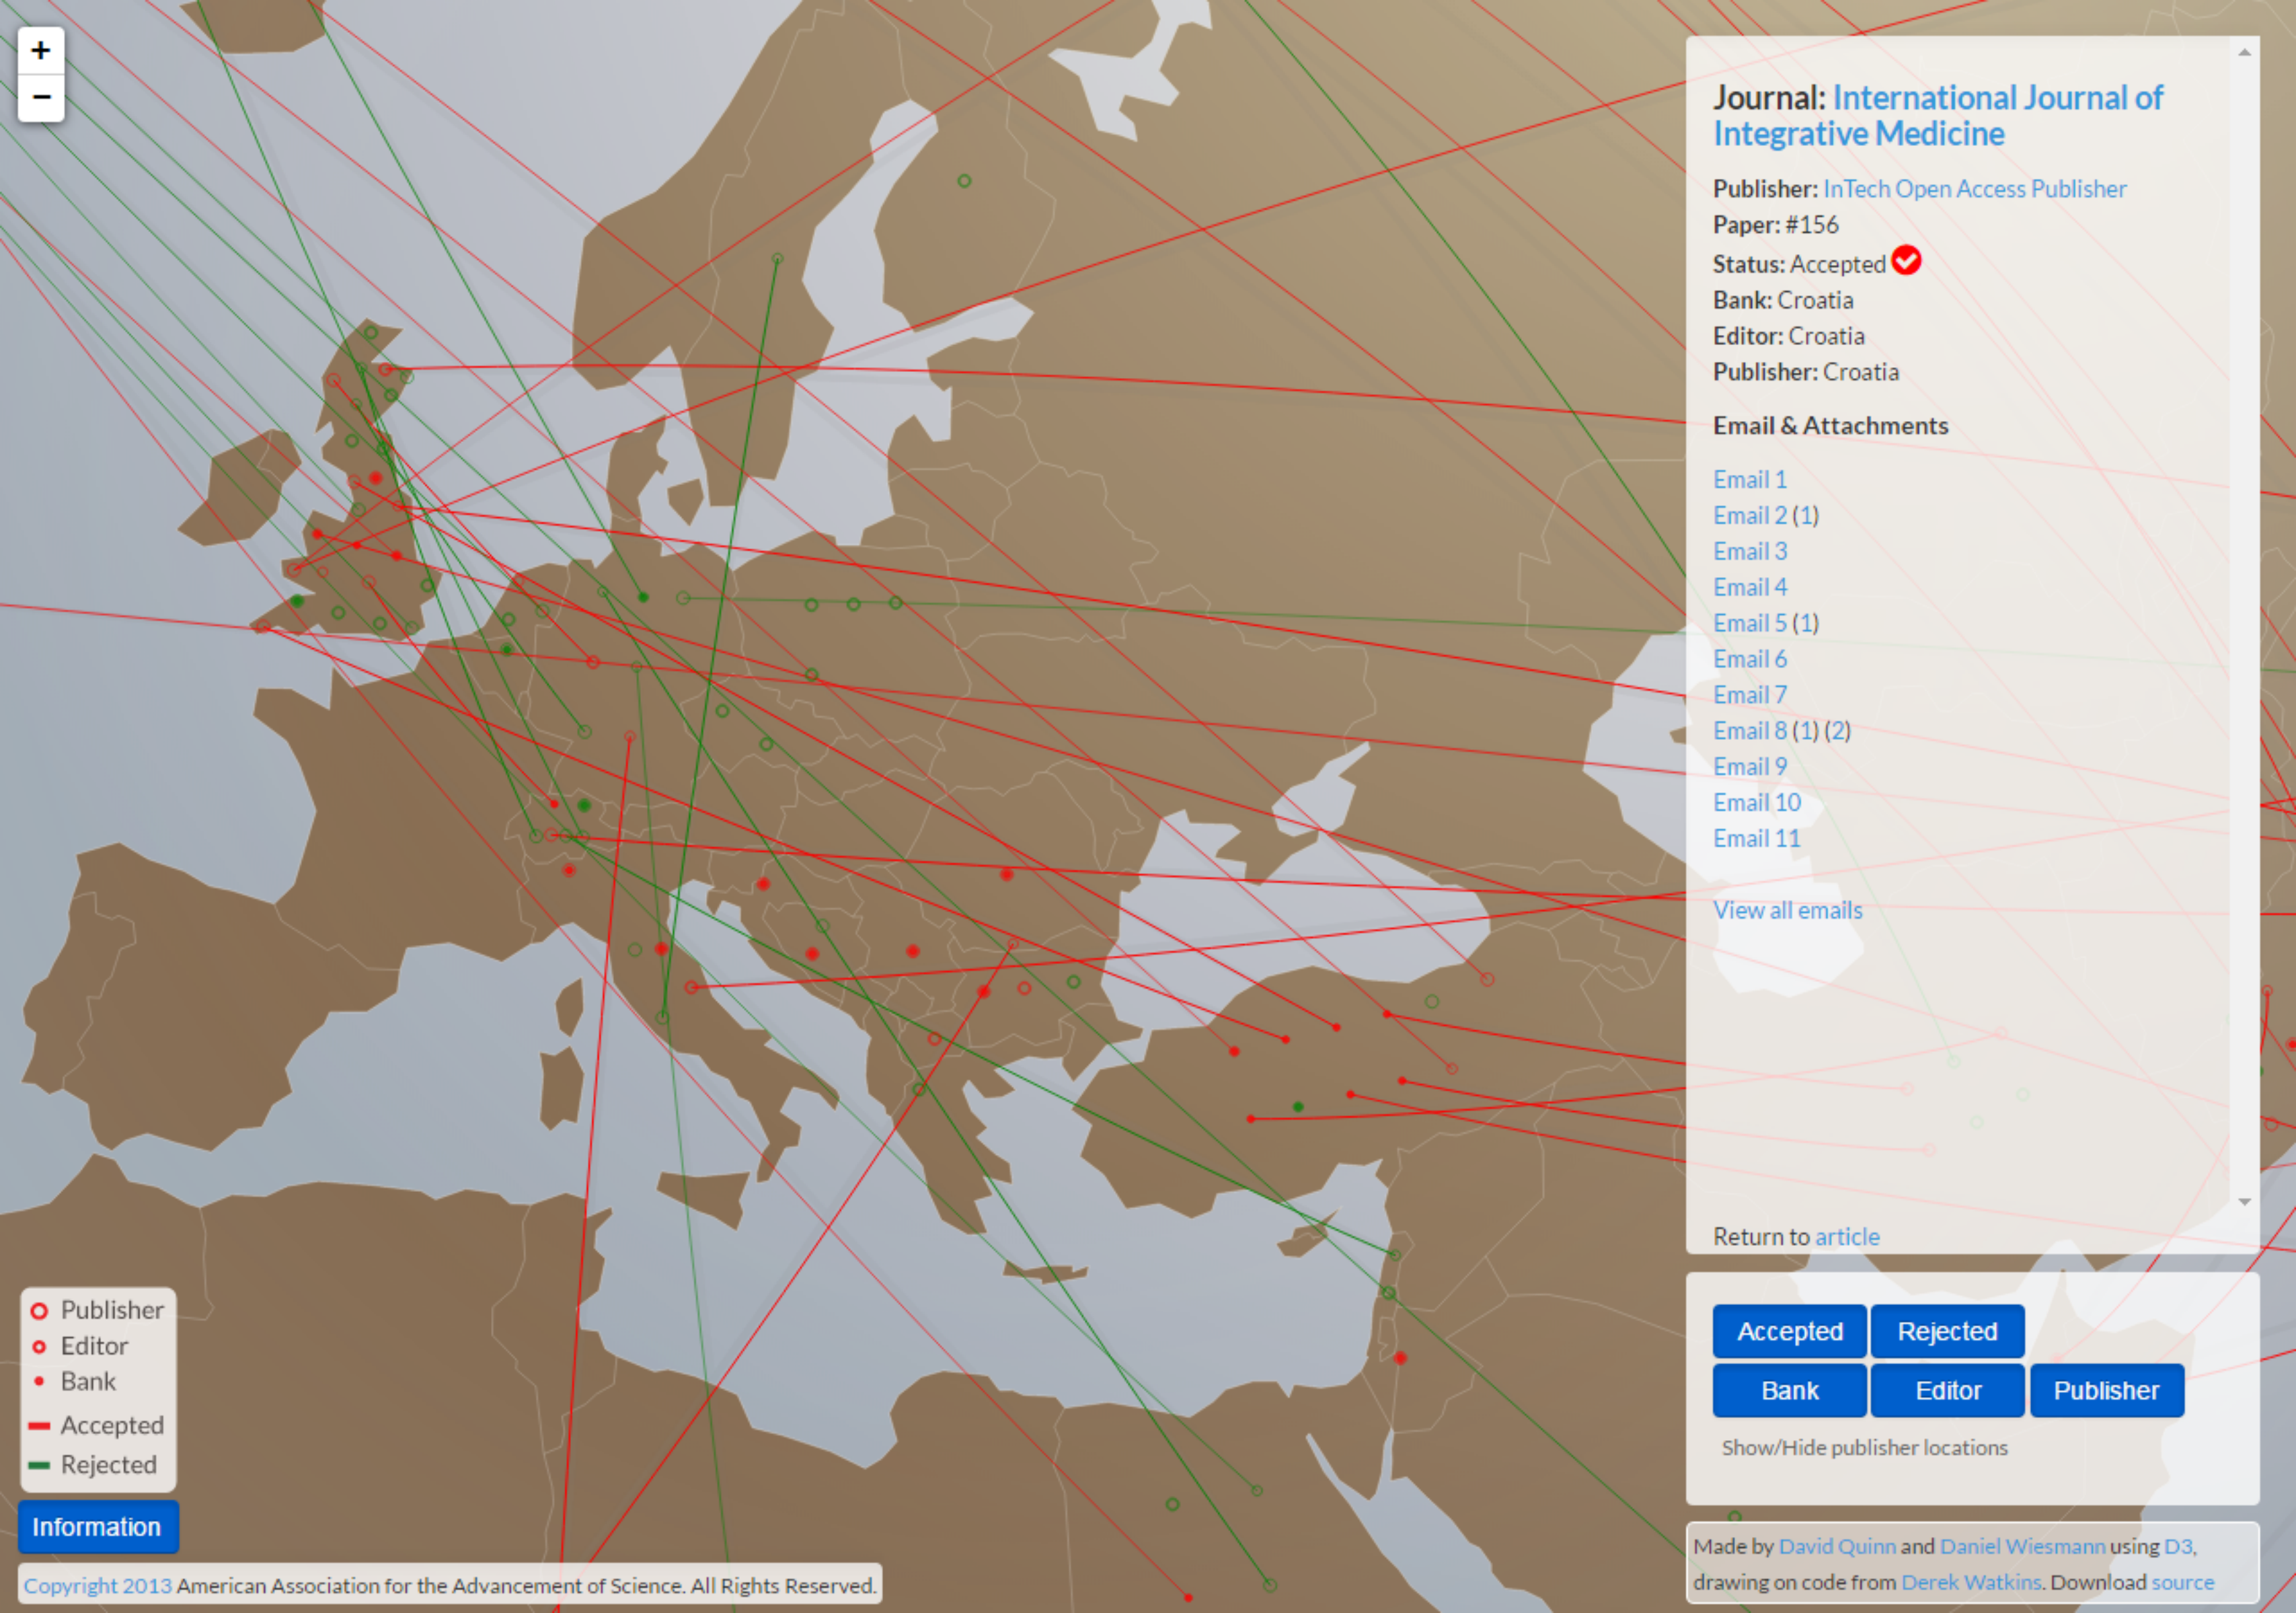 +
−
Journal: International Journal of
Integrative Medicine
Publisher: InTech Open Access Publisher
Paper: #156
Status: Accepted
Bank: Croatia
Editor: Croatia
Publisher: Croatia
Email & Attachments
Email 1
Email 2 (1)
Email 3
Email 4
Email 5 (1)
Email 6
Email 7
Email 8 (1) (2)
Email 9
Email 10
Email 11
View all emails
Return to article
Accepted Rejected
Bank Editor Publisher
Show/Hide publisher locations
Made by David Quinn and Daniel Wiesmann using D3,
drawing on code from Derek Watkins. Download source
Publisher
Editor
Bank
Accepted
Rejected
Information
Copyright 2013 American Association for the Advancement of Science. All Rights Reserved.